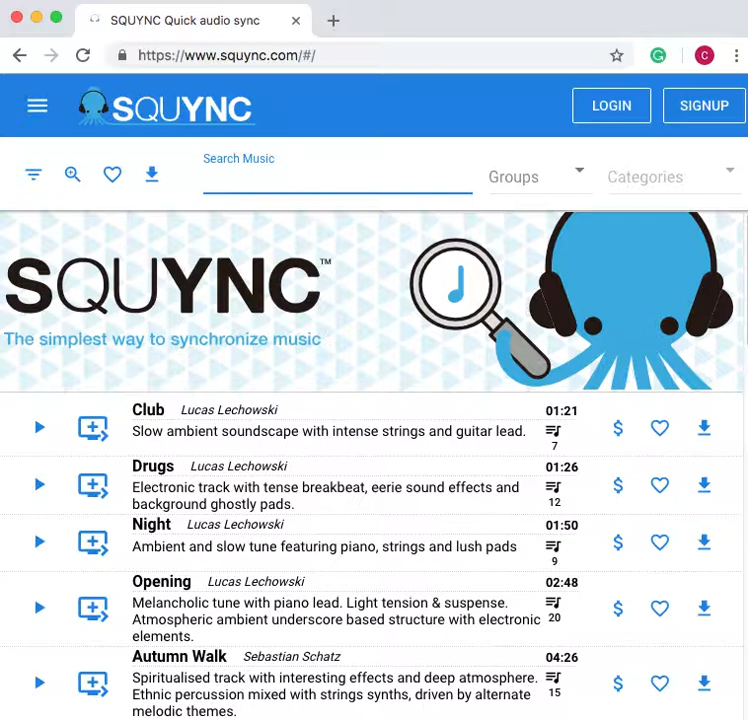 SQUYNC Quick audio sync
https://www.squync.com/#/
C
SQUYNC
LOGIN
SIGNUP
Search Music
Groups
Categories
SQUYNC™
The simplest way to synchronize music
Club Lucas Lechowski 01:21
Slow ambient soundscape with intense strings and guitar lead.
7
Drugs Lucas Lechowski 01:26
Electronic track with tense breakbeat, eerie sound effects and
background ghostly pads.
12
Night Lucas Lechowski 01:50
Ambient and slow tune featuring piano, strings and lush pads
9
Opening Lucas Lechowski 02:48
Melancholic tune with piano lead. Light tension & suspense.
Atmospheric ambient underscore based structure with electronic
20
elements.
Autumn Walk Sebastian Schatz 04:26
Spiritualised track with interesting effects and deep atmosphere.
Ethnic percussion mixed with strings synths, driven by alternate
15
melodic themes.